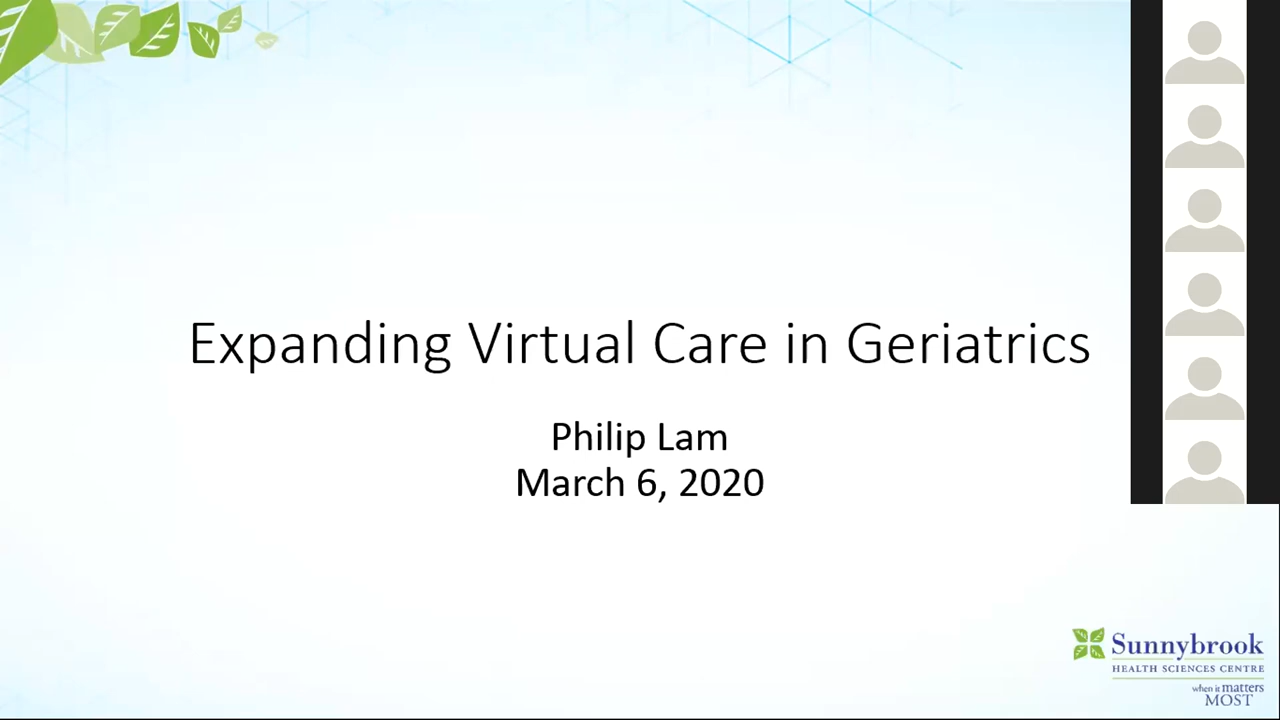 Expanding Virtual Care in Geriatrics
Philip Lam
March 6, 2020
Sunnybrook
HEALTH SCIENCES CENTRE
when it matters
MOST